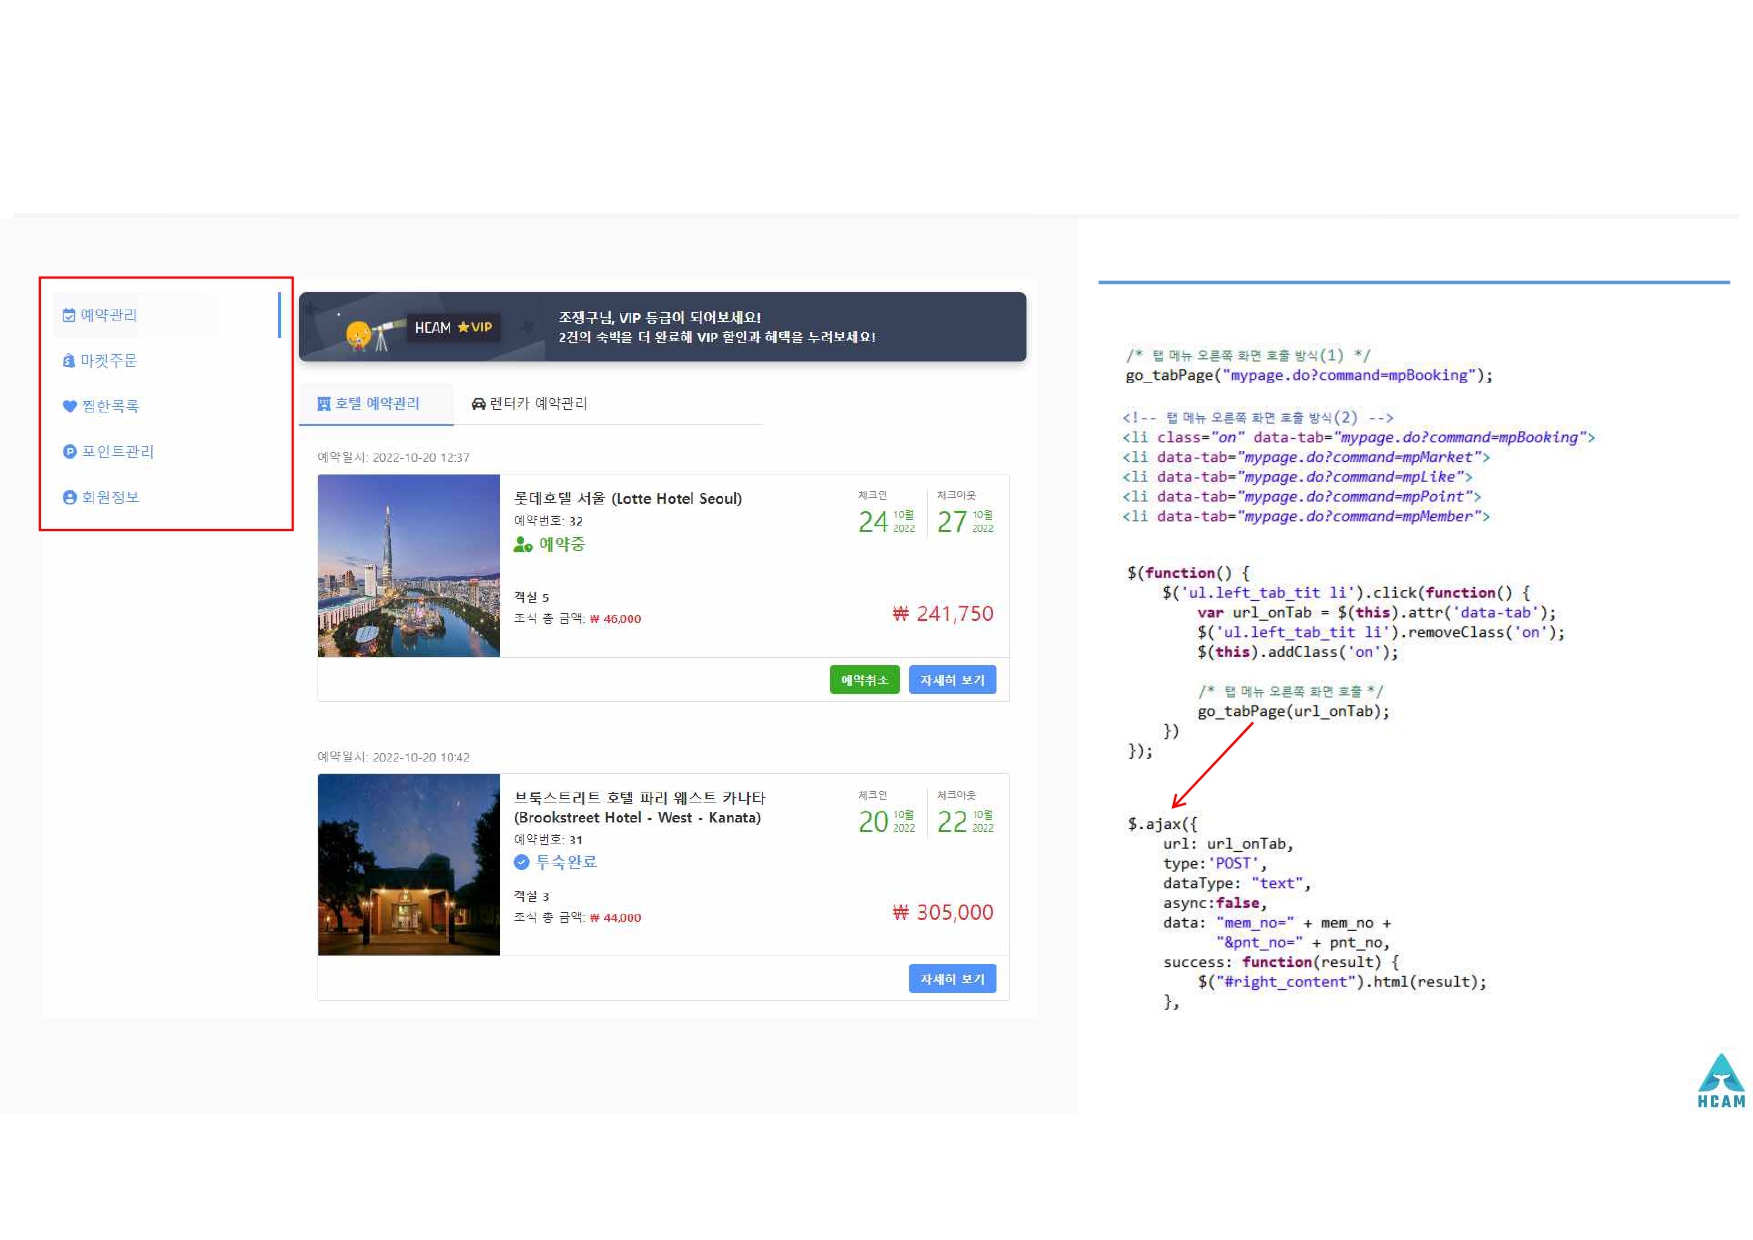 예약관리
마켓주문
찜한목록
포인트관리
회원정보
HCAM ★VIP
조쟁구님, VIP 등급이 되어보세요!
2건의 숙박을 더 완료해 VIP 할인과 혜택을 누려보세요!
호텔 예약관리
렌터카 예약관리
예약일시: 2022-10-20 12:37
롯데호텔 서울 (Lotte Hotel Seoul)
예약번호: 32
예약중
객실 5
조식 총 금액: ₩ 46,000
체크인
24 10월 2022
체크아웃
27 10월 2022
₩ 241,750
예약취소
자세히 보기
예약일시: 2022-10-20 10:42
브룩스트리트 호텔 파리 웨스트 카나타
(Brookstreet Hotel - West - Kanata)
예약번호: 31
투숙완료
객실 3
조식 총 금액: ₩ 44,000
체크인
20 10월 2022
체크아웃
22 10월 2022
₩ 305,000
자세히 보기
/* 탭 메뉴 오른쪽 화면 호출 방식(1) */
go_tabPage("mypage.do?command=mpBooking");
<!-- 탭 메뉴 오른쪽 화면 호출 방식(2) -->
<li class="on" data-tab="mypage.do?command=mpBooking">
<li data-tab="mypage.do?command=mpMarket">
<li data-tab="mypage.do?command=mpLike">
<li data-tab="mypage.do?command=mpPoint">
<li data-tab="mypage.do?command=mpMember">
$(function() {
$('ul.left_tab_tit li').click(function() {
var url_onTab = $(this).attr('data-tab');
$('ul.left_tab_tit li').removeClass('on');
$(this).addClass('on');
/* 탭 메뉴 오른쪽 화면 호출 */
go_tabPage(url_onTab);
})
});
$.ajax({
url: url_onTab,
type:'POST',
dataType: "text",
async:false,
data: "mem_no=" + mem_no +
"&pnt_no=" + pnt_no,
success: function(result) {
$("#right_content").html(result);
},
HCAM